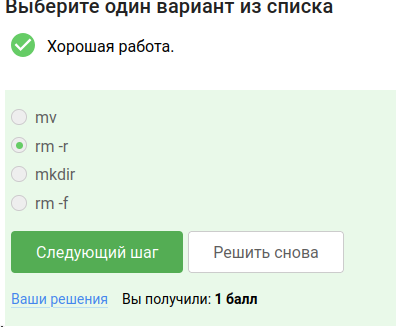 Выберите один вариант из списка
Хорошая работа.
mv
rm -r
mkdir
rm -f
Следующий шаг
Решить снова
Ваши решения Вы получили: 1 балл